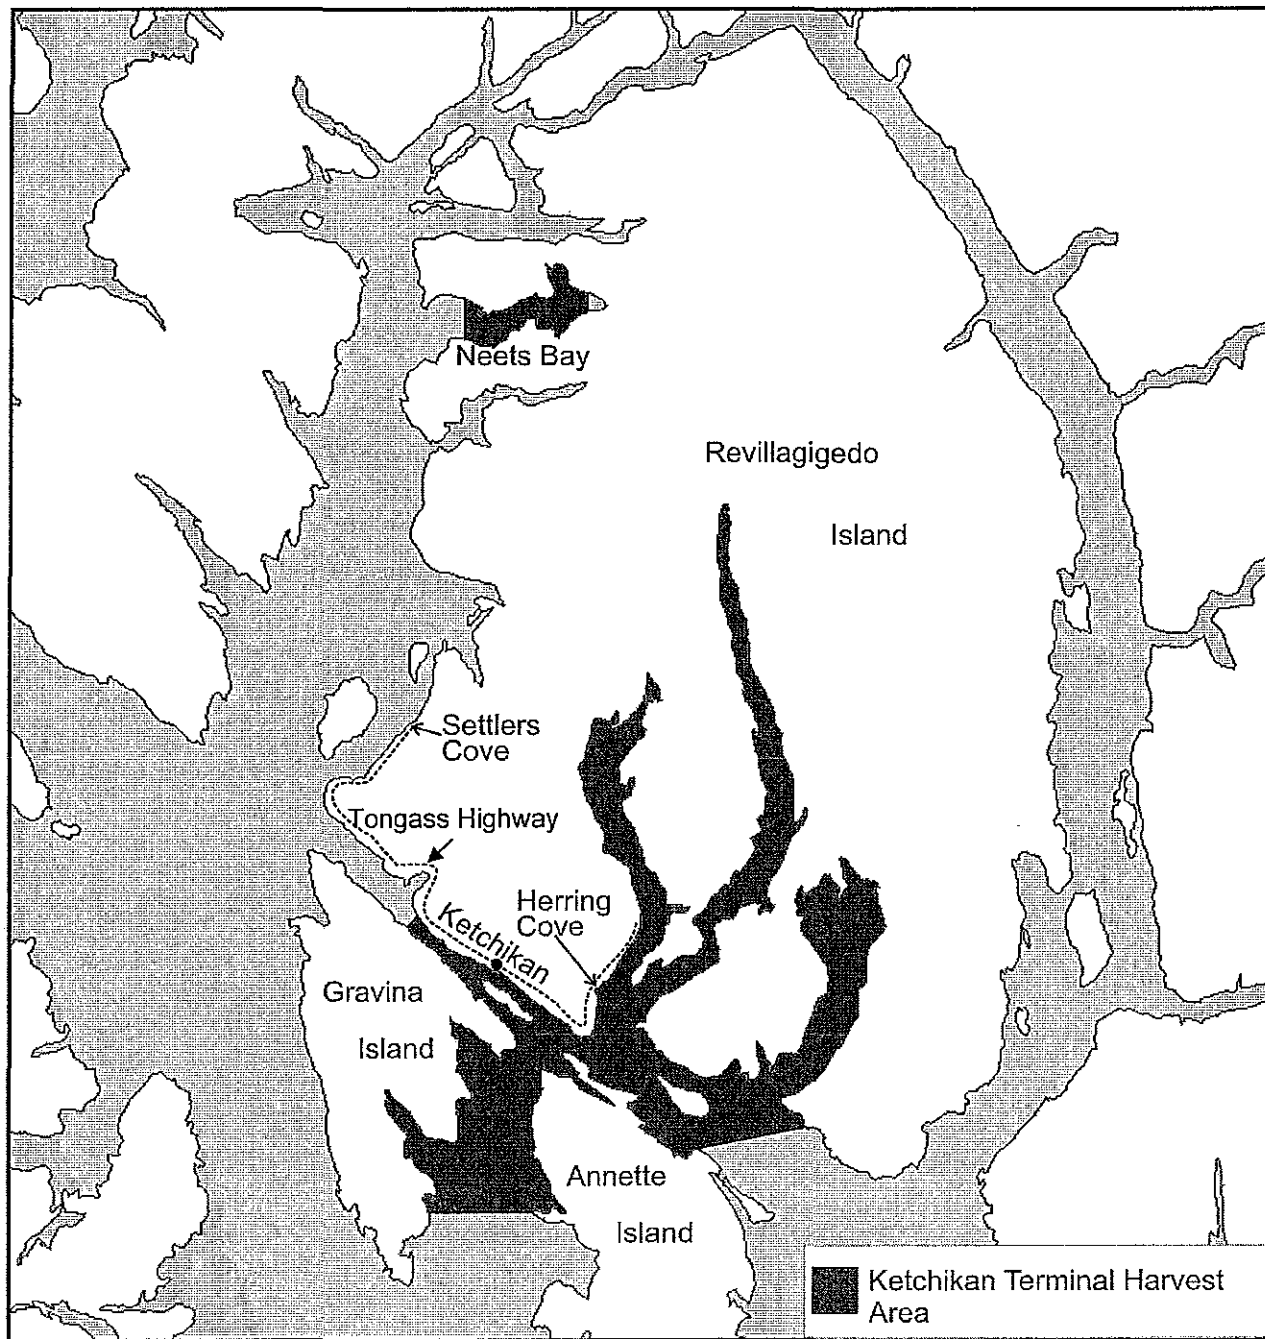 Neets Bay
Revillagigedo
Island
Settlers
Cove
Tongass Highway
Herring
Cove
Ketchikan
Gravina
Island
Annette
Island
Ketchikan Terminal Harvest
Area